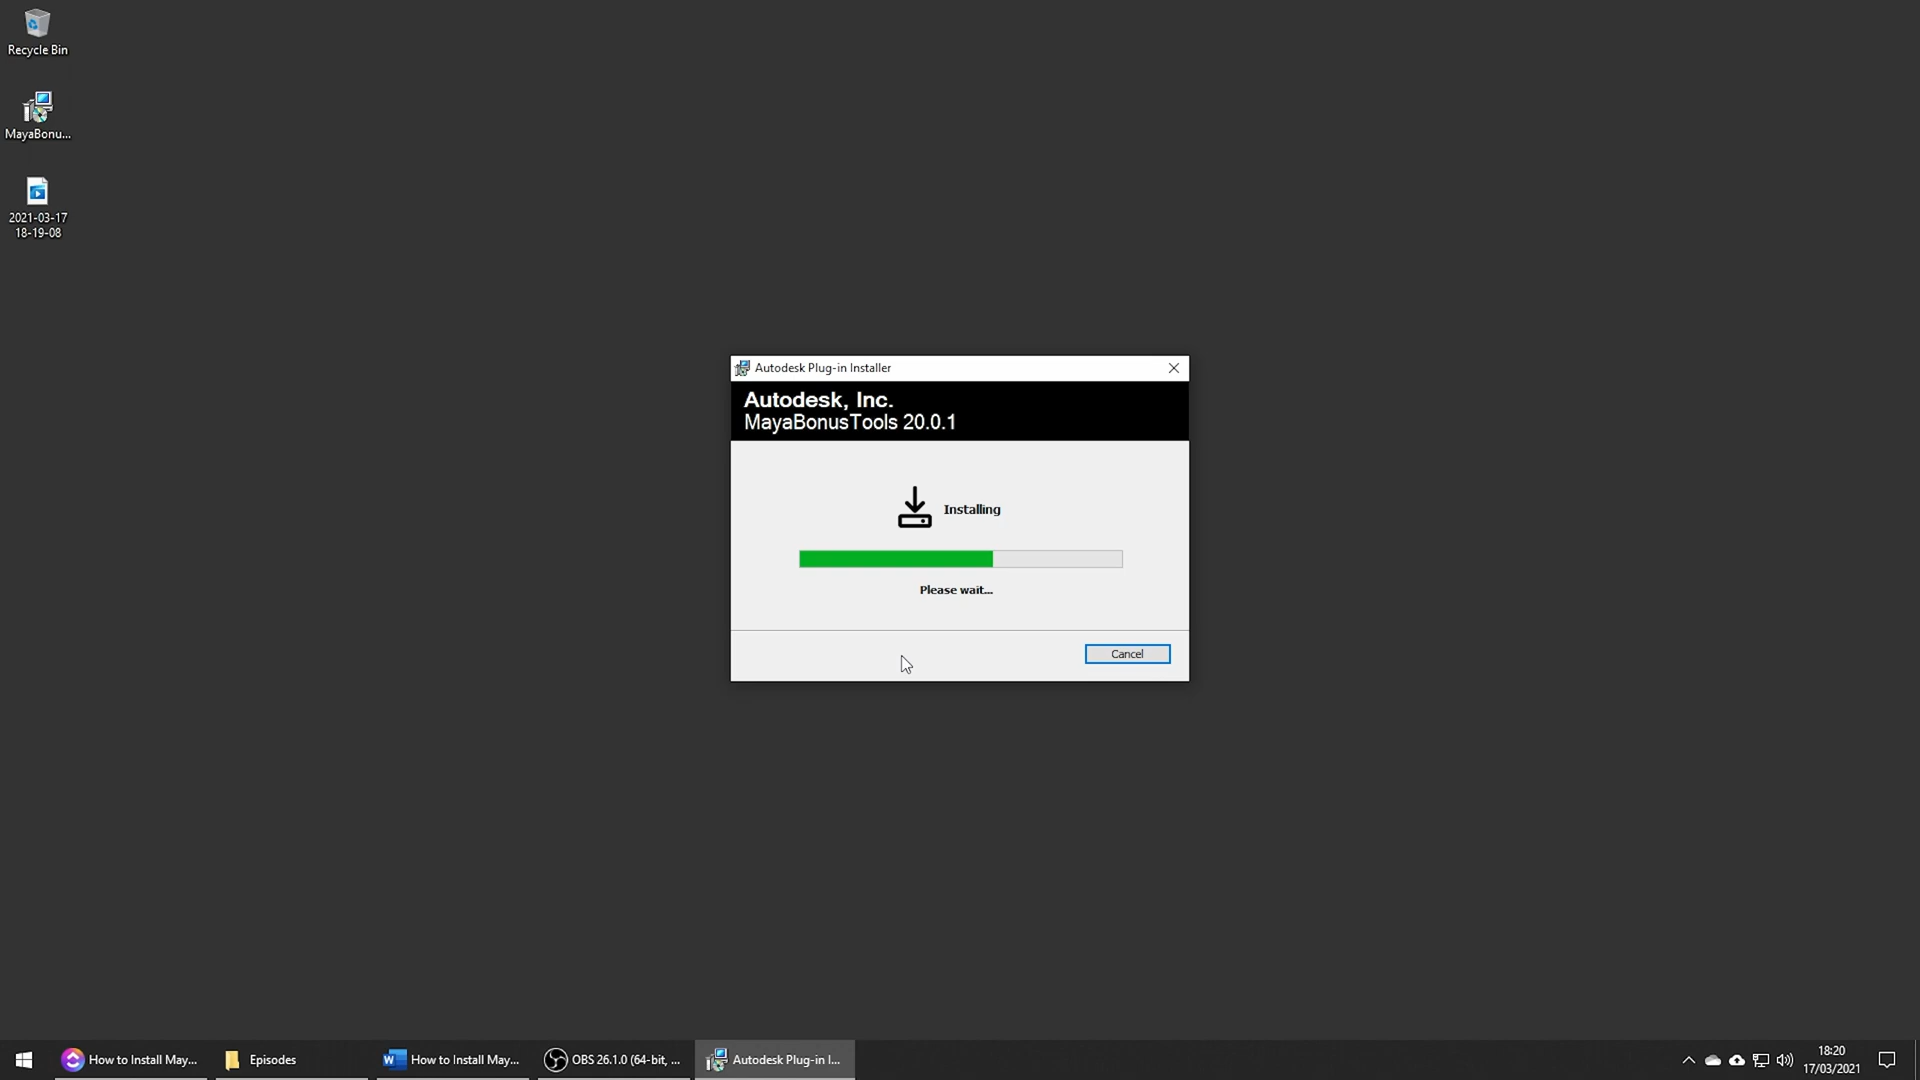 Recycle Bin
MayaBonu...
2021-03-17
18-19-08
Autodesk Plug-in Installer
Autodesk, Inc.
MayaBonusTools 20.0.1
Installing
Please wait...
Cancel
How to Install May...
Episodes
How to Install May...
OBS 26.1.0 (64-bit, ...
Autodesk Plug-in I...
18:20
17/03/2021